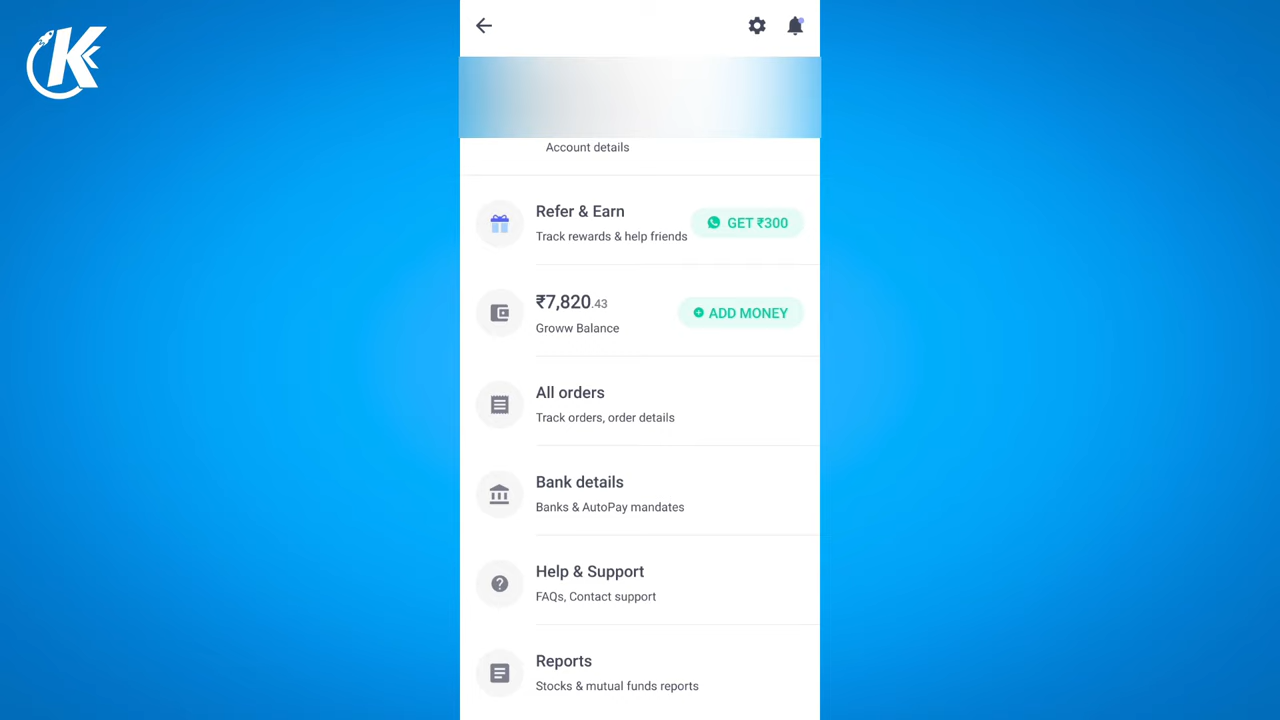 K
Account details
Refer & Earn
GET ₹300
Track rewards & help friends
₹7,820.43
ADD MONEY
Groww Balance
All orders
Track orders, order details
Bank details
Banks & AutoPay mandates
Help & Support
FAQs, Contact support
Reports
Stocks & mutual funds reports